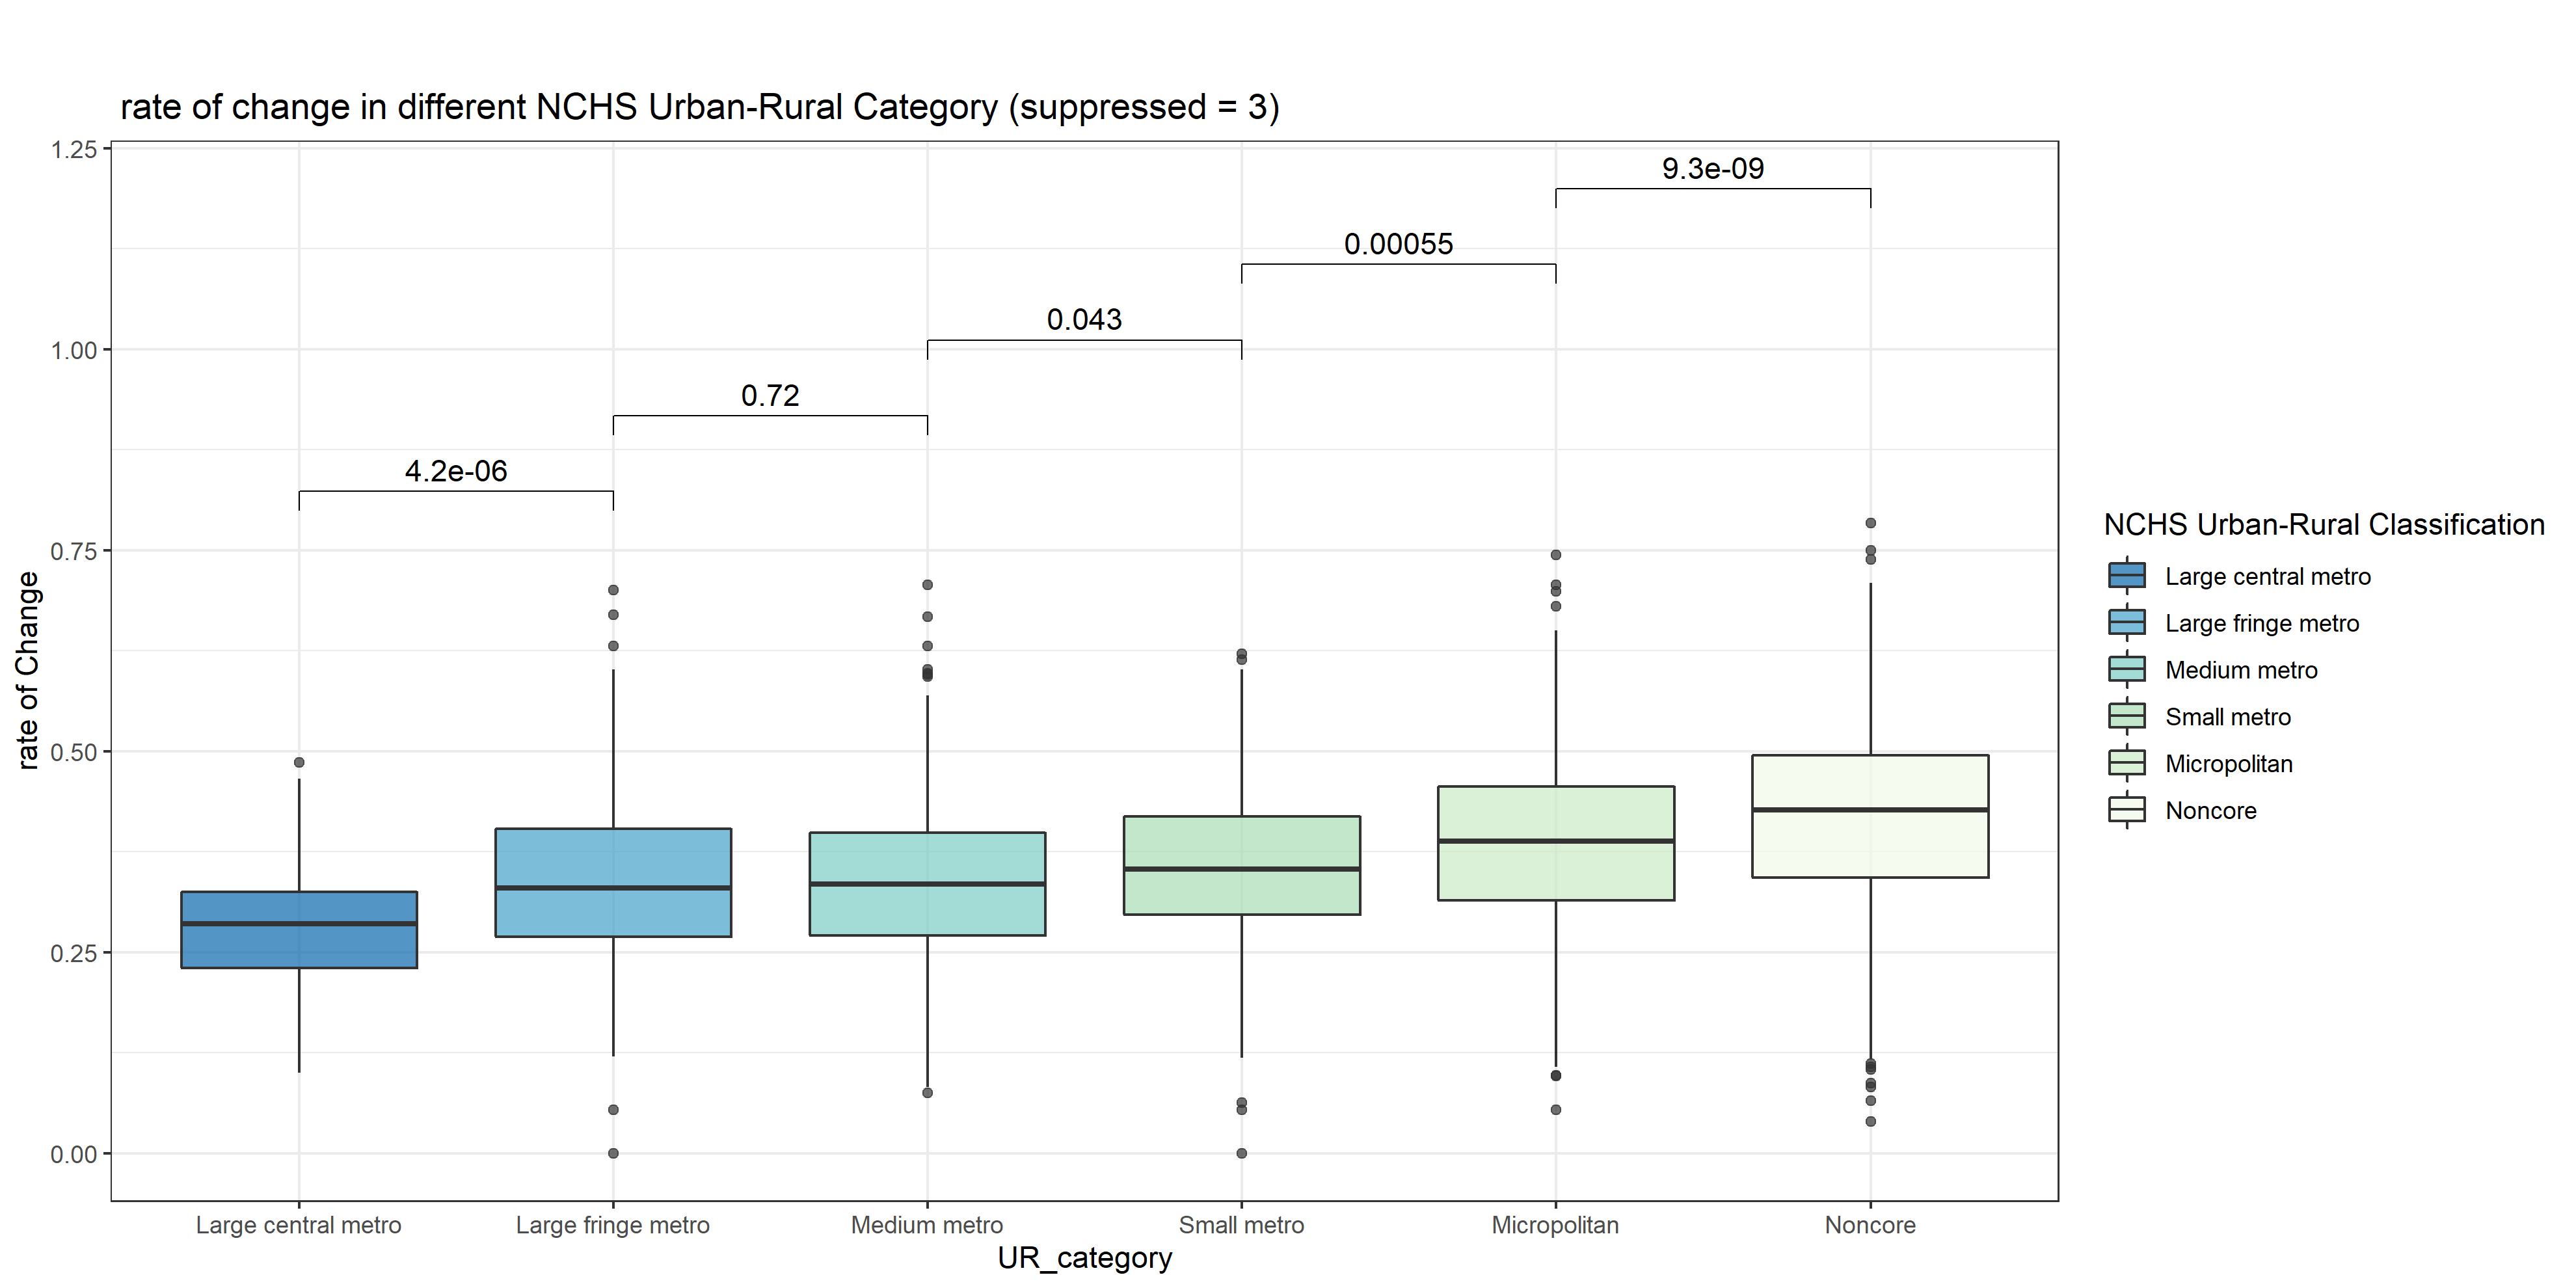 rate of change in different NCHS Urban-Rural Category (suppressed = 3)
1.25
1.00
0.75
0.50
0.25
0.00
rate of Change
9.3e-09
0.00055
0.043
0.72
4.2e-06
Large central metro
Large fringe metro
Medium metro
Small metro
Micropolitan
Noncore
UR_category
NCHS Urban-Rural Classification
Large central metro
Large fringe metro
Medium metro
Small metro
Micropolitan
Noncore